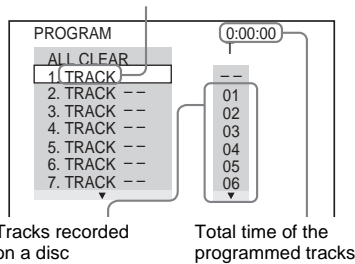 PROGRAM 0:00:00
ALL CLEAR
1. TRACK – –
2. TRACK – – 01
3. TRACK – – 02
4. TRACK – – 03
5. TRACK – – 04
6. TRACK – – 05
7. TRACK – – 06
Tracks recorded
on a disc
Total time of the
programmed tracks